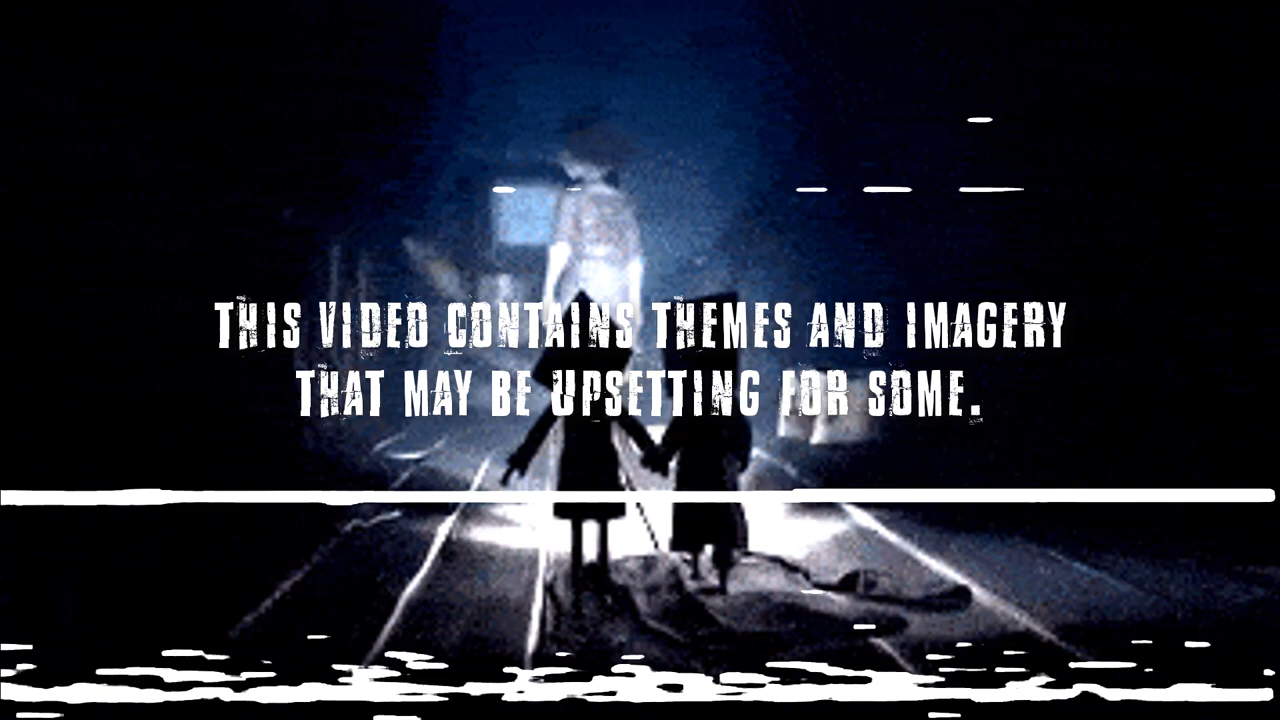 THIS VIDEO CONTAINS THEMES AND IMAGERY
THAT MAY BE UPSETTING FOR SOME.